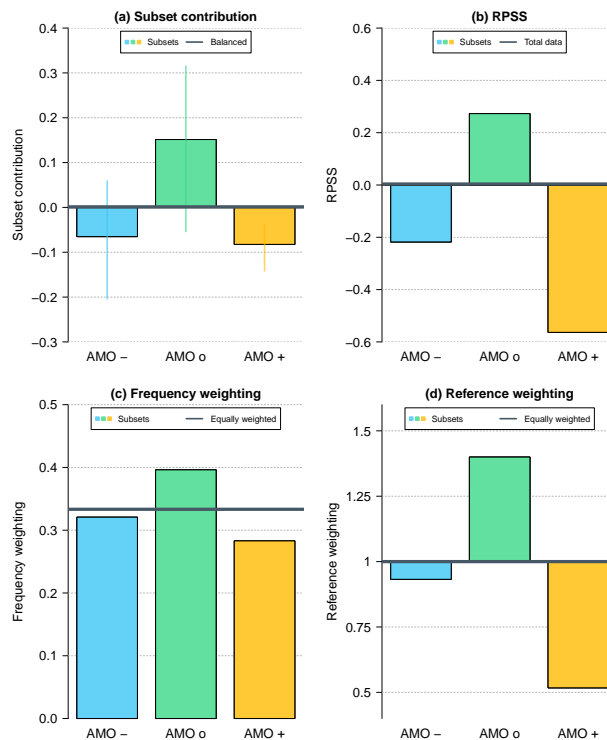 (a) Subset contribution
Subsets
Balanced
Subset contribution
0.4
0.3
0.2
0.1
0.0
−0.1
−0.2
−0.3
AMO −
AMO o
AMO +
(b) RPSS
Subsets
Total data
RPSS
0.6
0.4
0.2
0.0
−0.2
−0.4
−0.6
AMO −
AMO o
AMO +
(c) Frequency weighting
Subsets
Equally weighted
Frequency weighting
0.5
0.4
0.3
0.2
0.1
0.0
AMO −
AMO o
AMO +
(d) Reference weighting
Subsets
Equally weighted
Reference weighting
1.5
1.25
1
0.75
0.5
AMO −
AMO o
AMO +